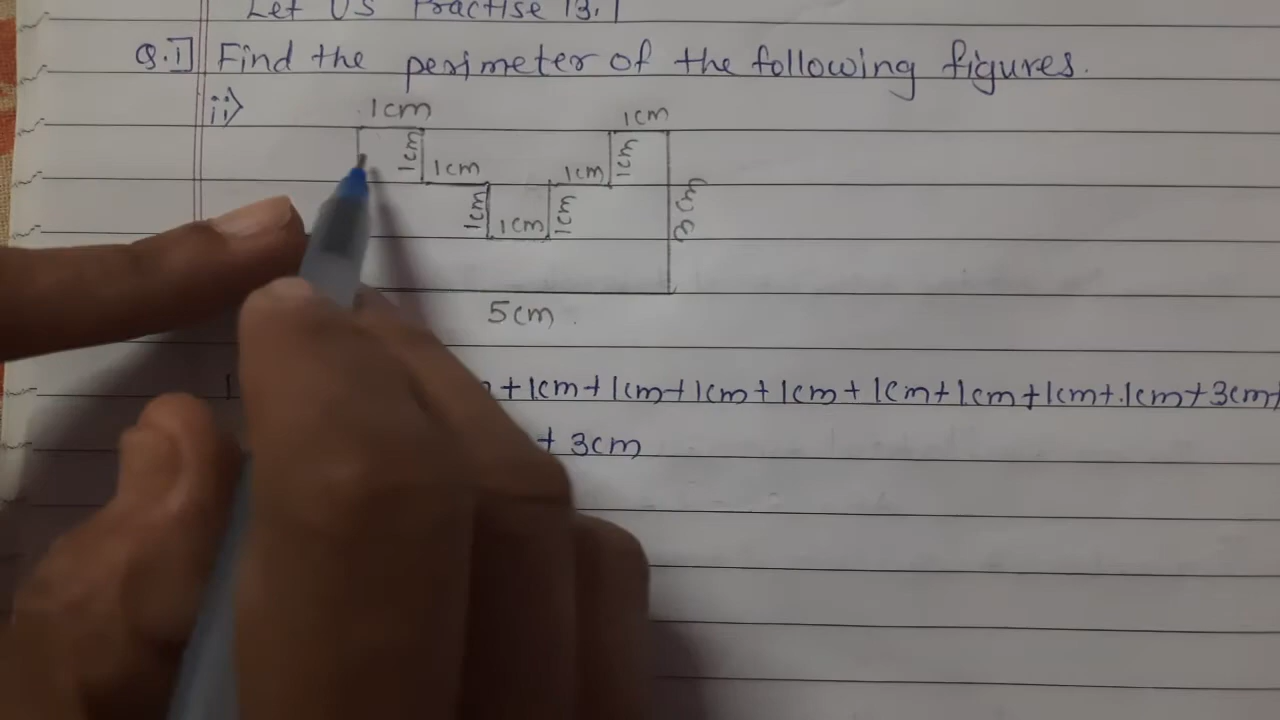 Let Us Practise 13.1
Q.1] Find the perimeter of the following figures.
ii>
1cm 1cm
1cm 1cm 1cm 1cm
1cm 1cm 1cm 3cm
5cm
+1cm+1cm+1cm+1cm+1cm+1cm+1cm+1cm+3cm+
+ 3cm